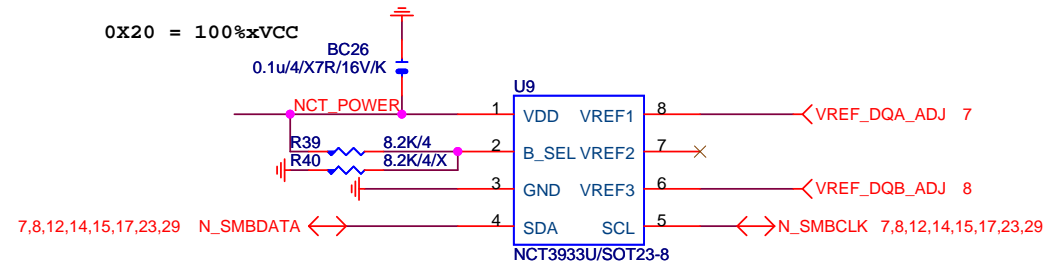 0X20 = 100%xVCC
BC26
0.1u/4/X7R/16V/K
U9
NCT_POWER
1 VDD VREF1 8 VREF_DQA_ADJ 7
R39 8.2K/4
2 B_SEL VREF2 7
R40 8.2K/4/X
3 GND VREF3 6 VREF_DQB_ADJ 8
7,8,12,14,15,17,23,29 N_SMBDATA 4 SDA SCL 5 N_SMBCLK 7,8,12,14,15,17,23,29
NCT3933U/SOT23-8